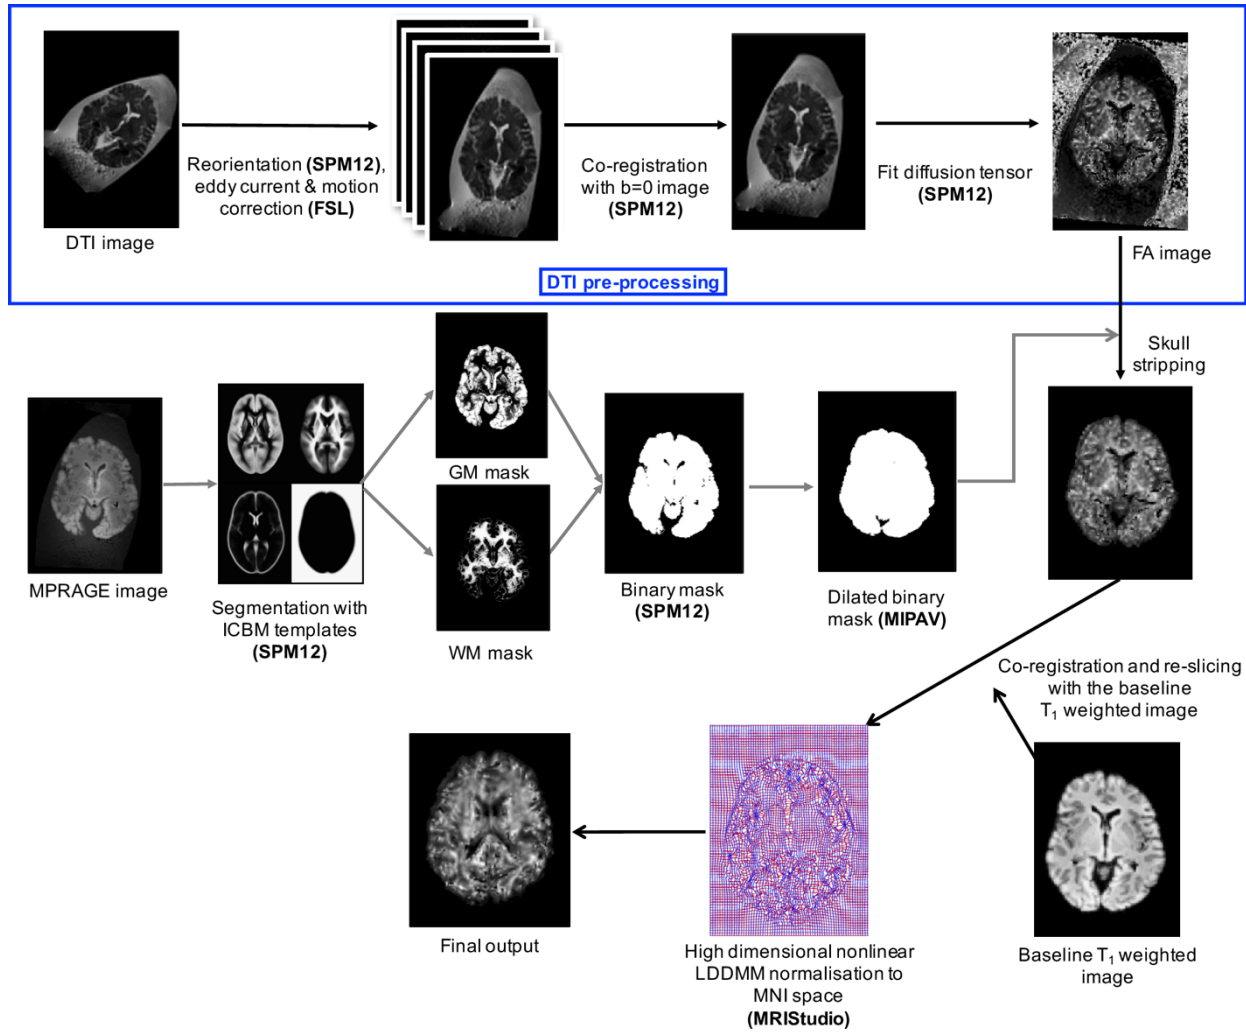 DTI image
Reorientation (SPM12),
eddy current & motion
correction (FSL)
Co-registration
with b=0 image
(SPM12)
Fit diffusion tensor
(SPM12)
FA image
DTI pre-processing
Skull
stripping
MPRAGE image
Segmentation with
ICBM templates
(SPM12)
GM mask
WM mask
Binary mask
(SPM12)
Dilated binary
mask (MIPAV)
Co-registration and re-slicing
with the baseline
T₁ weighted image
Final output
High dimensional nonlinear
LDDMM normalisation to
MNI space
(MRIStudio)
Baseline T₁ weighted
image